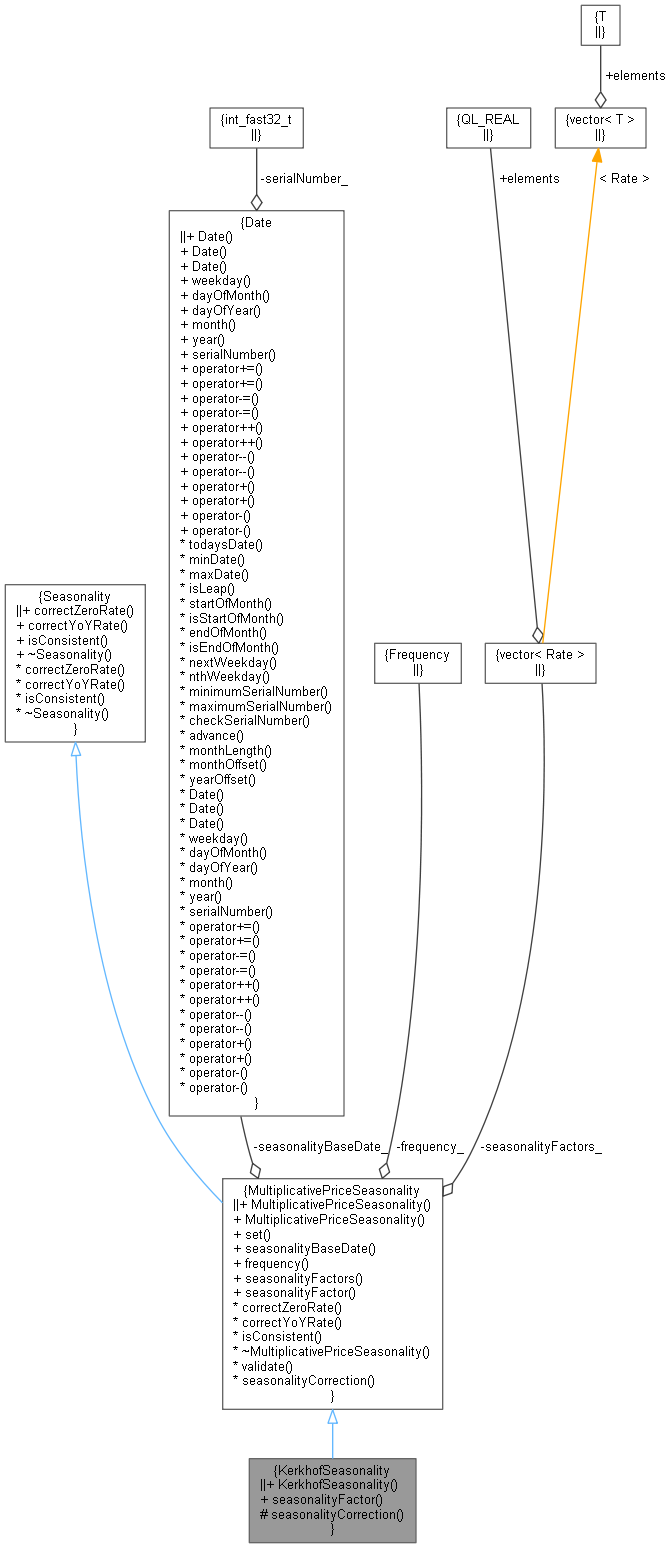 {T
||}
+elements
{int_fast32_t
||}
{QL_REAL
||}
{vector< T >
||}
-serialNumber_
+elements
< Rate >
{Date
||+ Date()
+ Date()
+ Date()
+ weekday()
+ dayOfMonth()
+ dayOfYear()
+ month()
+ year()
+ serialNumber()
+ operator+=()
+ operator+=()
+ operator-=()
+ operator-=()
+ operator++()
+ operator++()
+ operator--()
+ operator--()
+ operator+()
+ operator+()
+ operator-()
+ operator-()
* todaysDate()
* minDate()
* maxDate()
* isLeap()
* startOfMonth()
* isStartOfMonth()
* endOfMonth()
* isEndOfMonth()
* nextWeekday()
* nthWeekday()
* minimumSerialNumber()
* maximumSerialNumber()
* checkSerialNumber()
* advance()
* monthLength()
* monthOffset()
* yearOffset()
* Date()
* Date()
* Date()
* weekday()
* dayOfMonth()
* dayOfYear()
* month()
* year()
* serialNumber()
* operator+=()
* operator+=()
* operator-=()
* operator-=()
* operator++()
* operator++()
* operator--()
* operator--()
* operator+()
* operator+()
* operator-()
* operator-()
}
{Seasonality
||+ correctZeroRate()
+ correctYoYRate()
+ isConsistent()
+ ~Seasonality()
* correctZeroRate()
* correctYoYRate()
* isConsistent()
* ~Seasonality()
}
{Frequency
||}
{vector< Rate >
||}
-seasonalityBaseDate_
-frequency_
-seasonalityFactors_
{MultiplicativePriceSeasonality
||+ MultiplicativePriceSeasonality()
+ MultiplicativePriceSeasonality()
+ set()
+ seasonalityBaseDate()
+ frequency()
+ seasonalityFactors()
+ seasonalityFactor()
* correctZeroRate()
* correctYoYRate()
* isConsistent()
* ~MultiplicativePriceSeasonality()
* validate()
* seasonalityCorrection()
}
{KerkhofSeasonality
||+ KerkhofSeasonality()
+ seasonalityFactor()
# seasonalityCorrection()
}